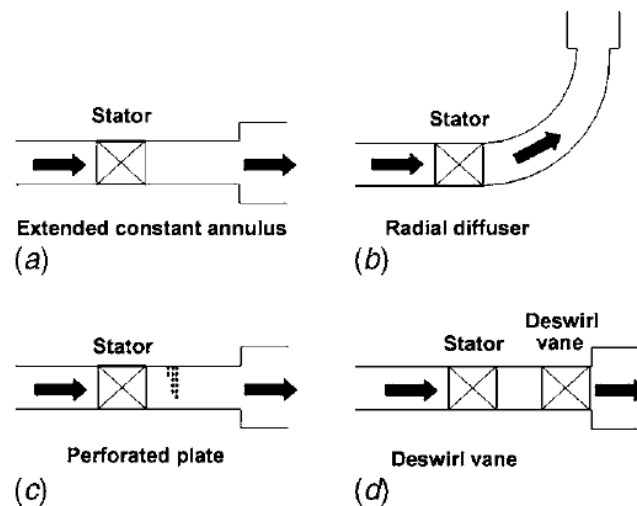 Stator
Extended constant annulus
(a)
Stator
Radial diffuser
(b)
Stator
Perforated plate
(c)
Deswirl
vane
Stator
Deswirl vane
(d)